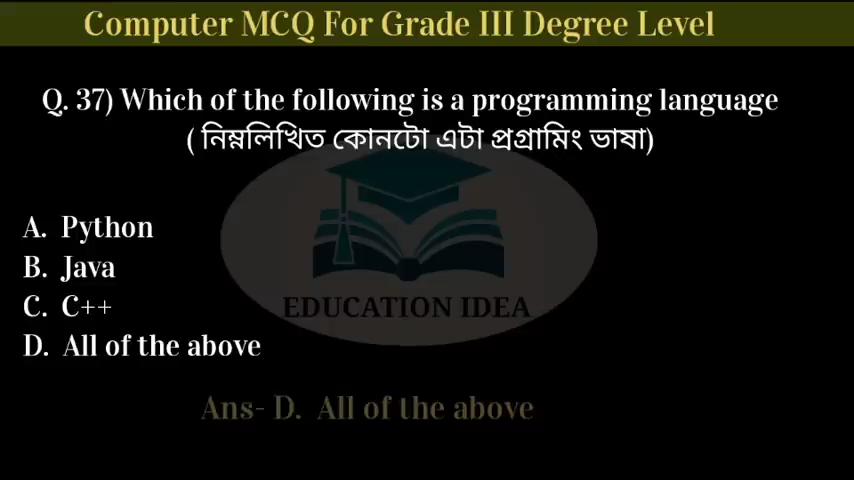 Computer MCQ For Grade III Degree Level
Q. 37) Which of the following is a programming language
( নিম্নলিখিত কোনটো এটা প্ৰগ্ৰামিং ভাষা)
A. Python
B. Java
C. C++
D. All of the above
EDUCATION IDEA
Ans- D. All of the above